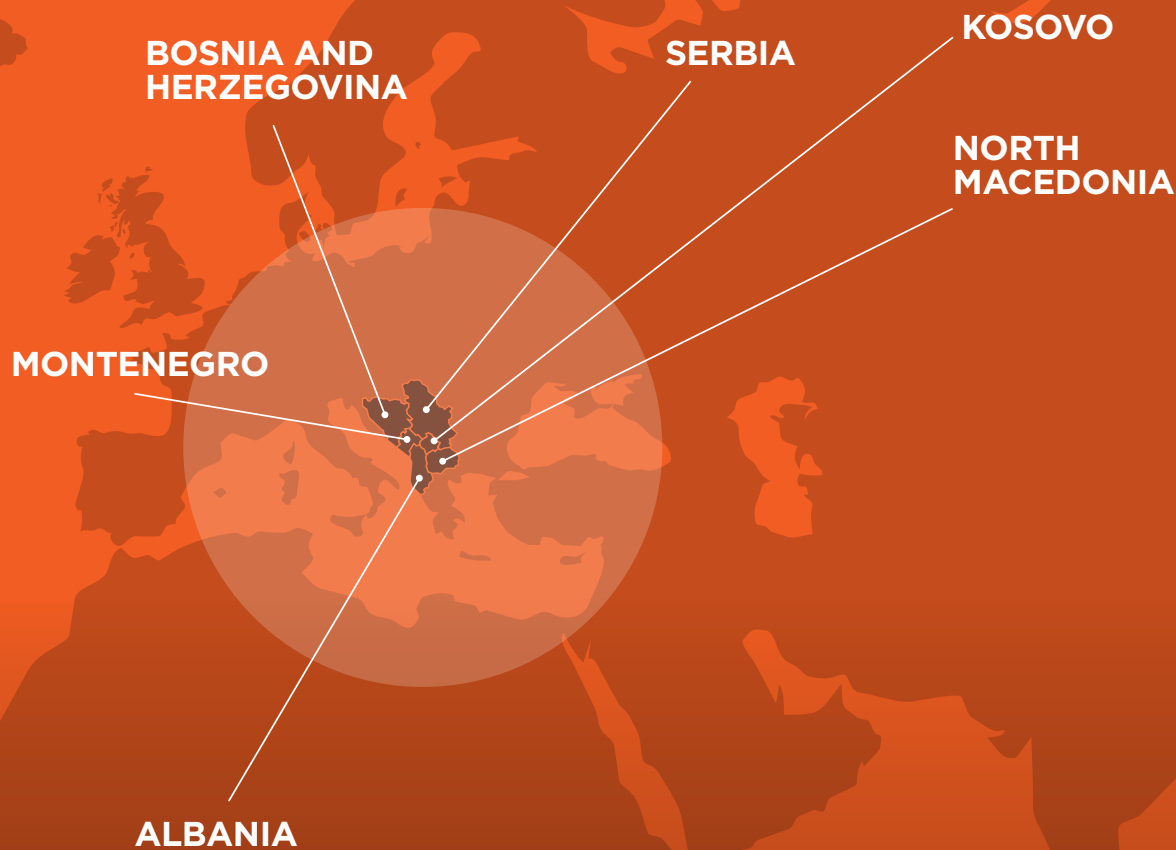 KOSOVO
BOSNIA AND
HERZEGOVINA
SERBIA
NORTH
MACEDONIA
MONTENEGRO
ALBANIA